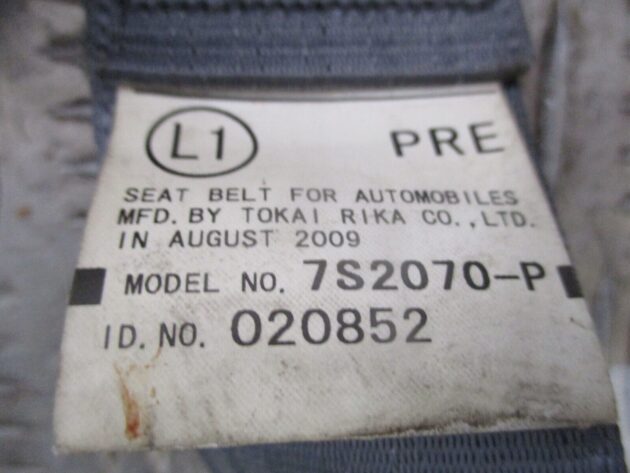 L1 PRE
SEAT BELT FOR AUTOMOBILES
MFD. BY TOKAI RIKA CO., LTD.
IN AUGUST 2009
MODEL NO. 7S2070-P
ID. NO. 020852